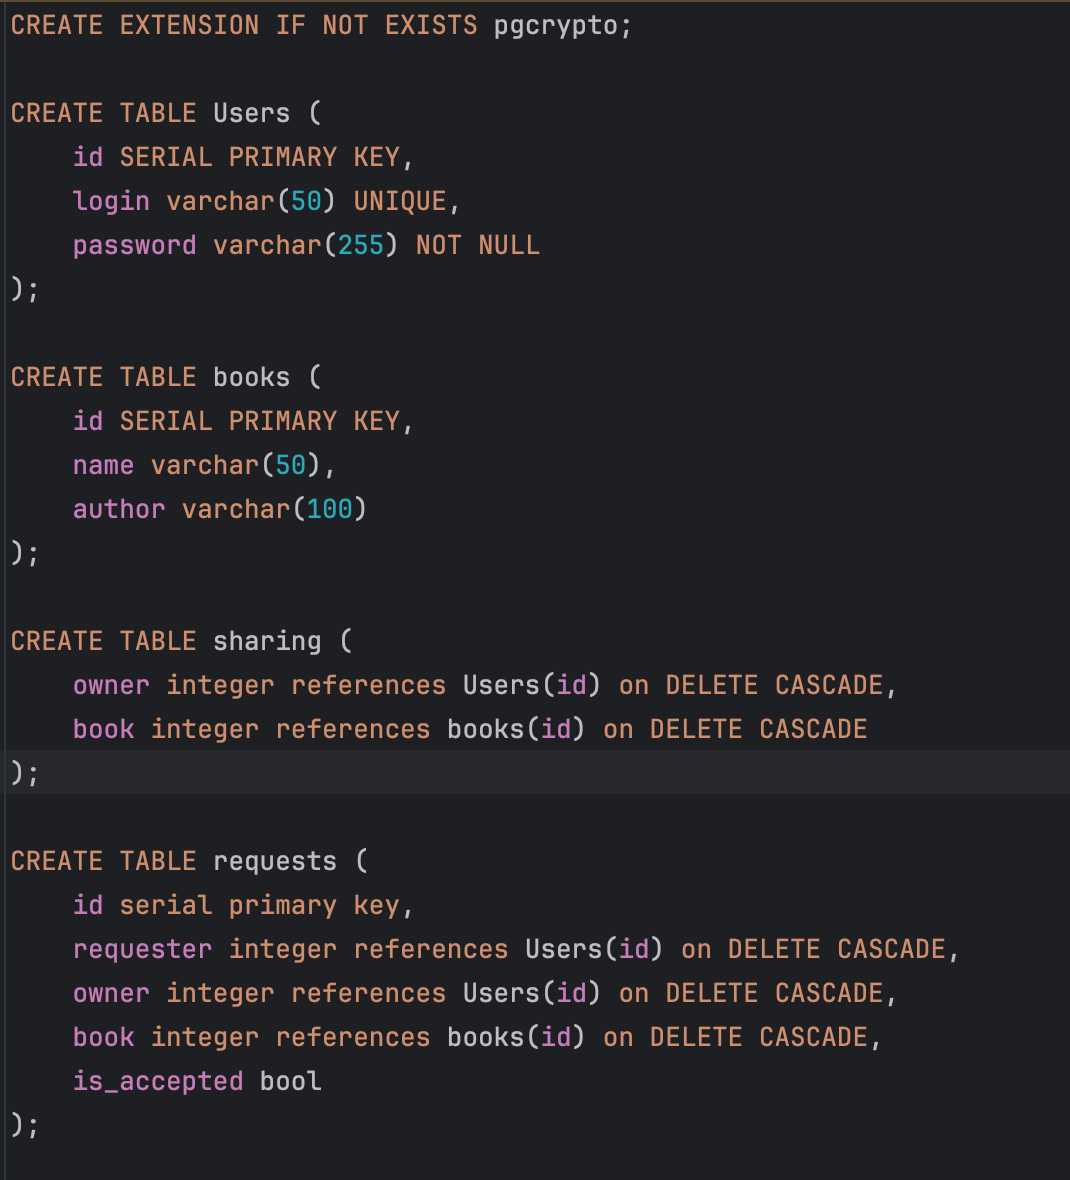 CREATE EXTENSION IF NOT EXISTS pgcrypto;
CREATE TABLE Users (
id SERIAL PRIMARY KEY,
login varchar(50) UNIQUE,
password varchar(255) NOT NULL
);
CREATE TABLE books (
id SERIAL PRIMARY KEY,
name varchar(50),
author varchar(100)
);
CREATE TABLE sharing (
owner integer references Users(id) on DELETE CASCADE,
book integer references books(id) on DELETE CASCADE
);
CREATE TABLE requests (
id serial primary key,
requester integer references Users(id) on DELETE CASCADE,
owner integer references Users(id) on DELETE CASCADE,
book integer references books(id) on DELETE CASCADE,
is_accepted bool
);